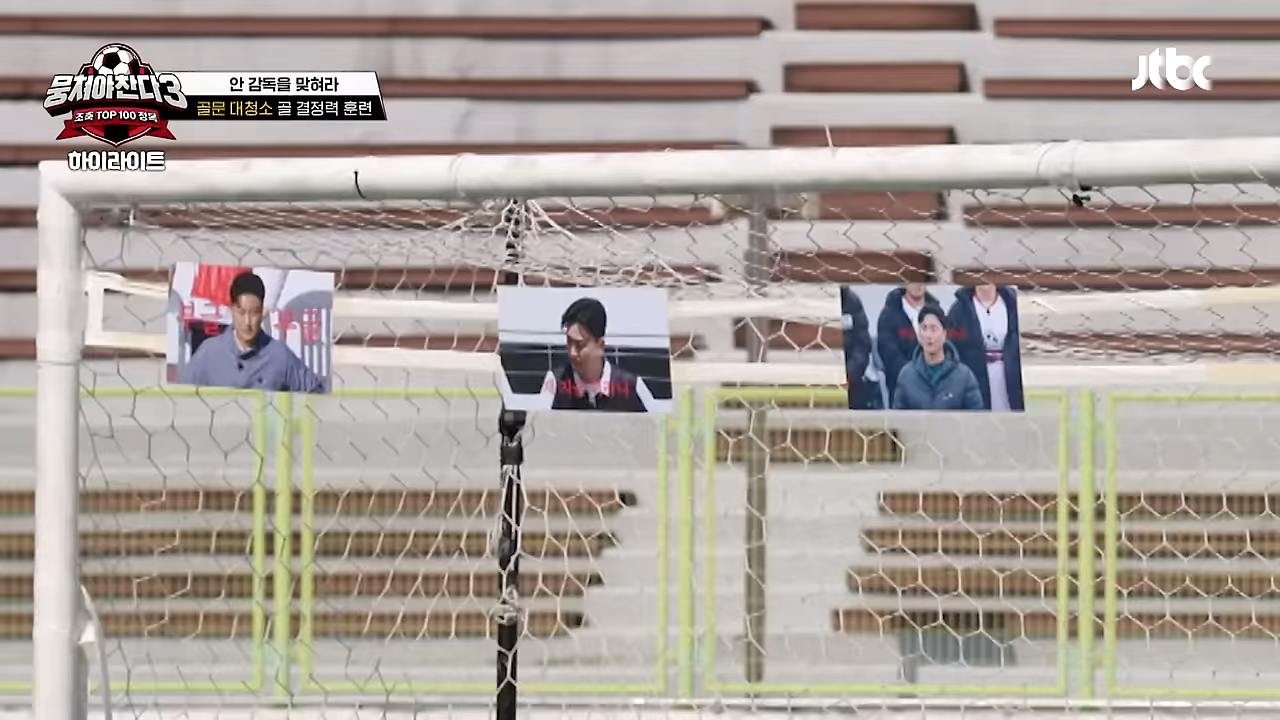 뭉쳐야찬다3
조축 TOP 100 정복
하이라이트
안 감독을 맞혀라
골문 대청소 골 결정력 훈련
jtbc